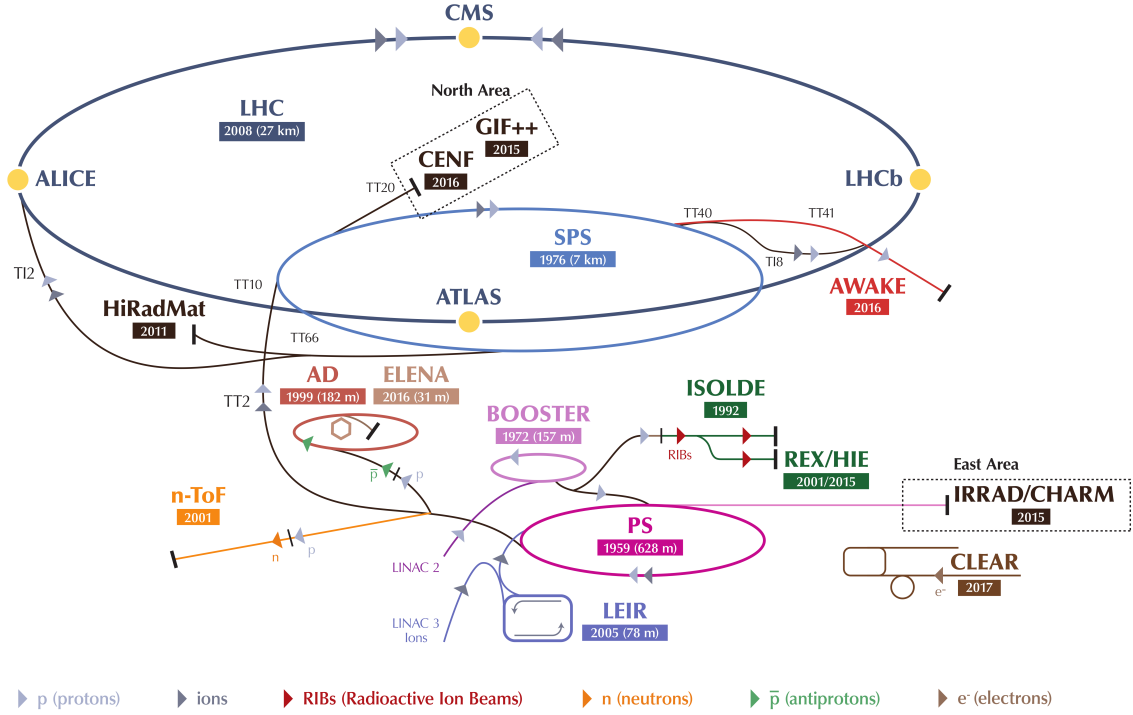 CMS
North Area
LHC
2008 (27 km)
GIF++
2015
CENF
2016
ALICE
LHCb
TT20
TT40
TT41
SPS
1976 (7 km)
TI8
TI2
TT10
AWAKE
2016
ATLAS
HiRadMat
2011
TT66
AD
1999 (182 m)
ELENA
2016 (31 m)
TT2
ISOLDE
1992
BOOSTER
1972 (157 m)
RIBs
REX/HIE
2001/2015
East Area
p̅
p
n-ToF
2001
IRRAD/CHARM
2015
PS
1959 (628 m)
n
p
LINAC 2
CLEAR
2017
e-
LINAC 3
Ions
LEIR
2005 (78 m)
p (protons)
ions
RIBs (Radioactive Ion Beams)
n (neutrons)
p̅ (antiprotons)
e- (electrons)